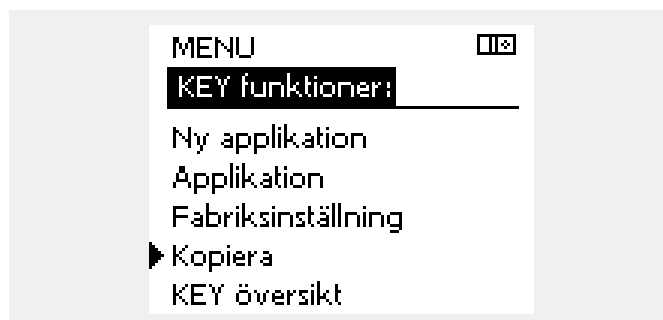 MENU
KEY funktioner:
Ny applikation
Applikation
Fabriksinställning
Kopiera
KEY översikt